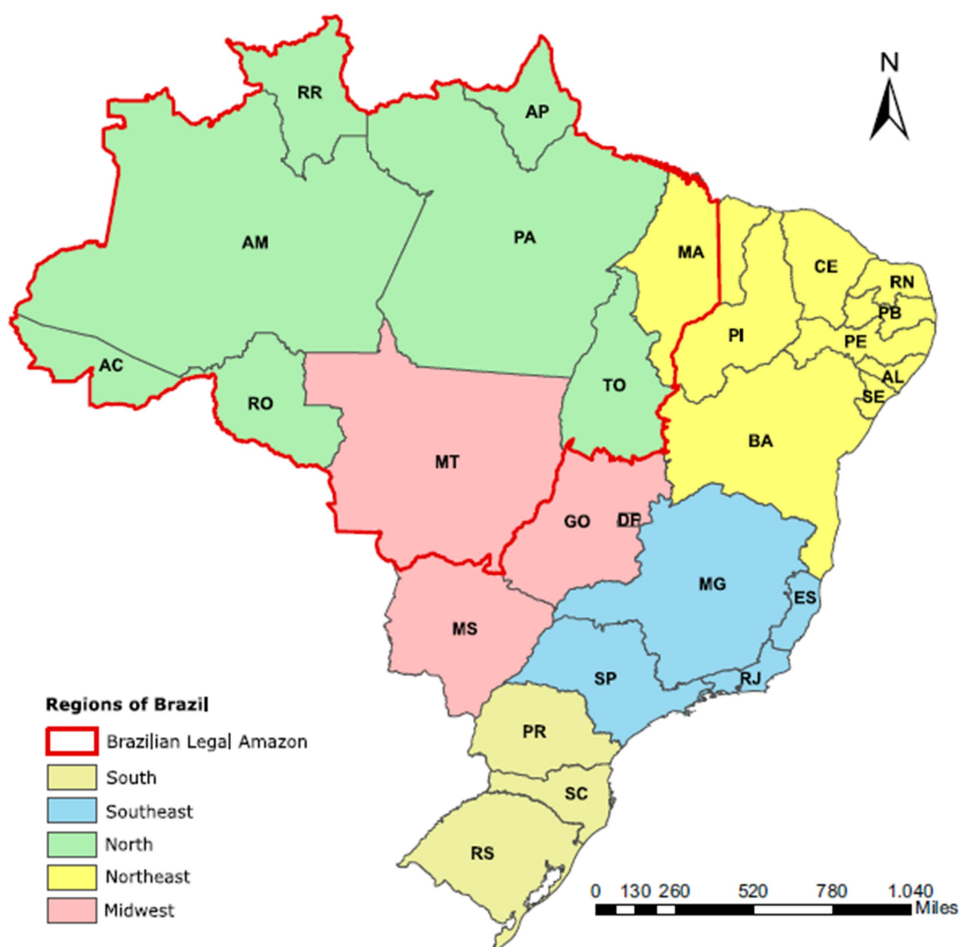 N
RR
AP
AM
PA
MA
CE
RN
PB
PI
PE
AC
TO
AL
RO
SE
BA
MT
GO
DF
MG
ES
MS
SP
RJ
PR
SC
RS
Regions of Brazil
Brazilian Legal Amazon
South
Southeast
North
Northeast
Midwest
0 130 260 520 780 1.040
Miles